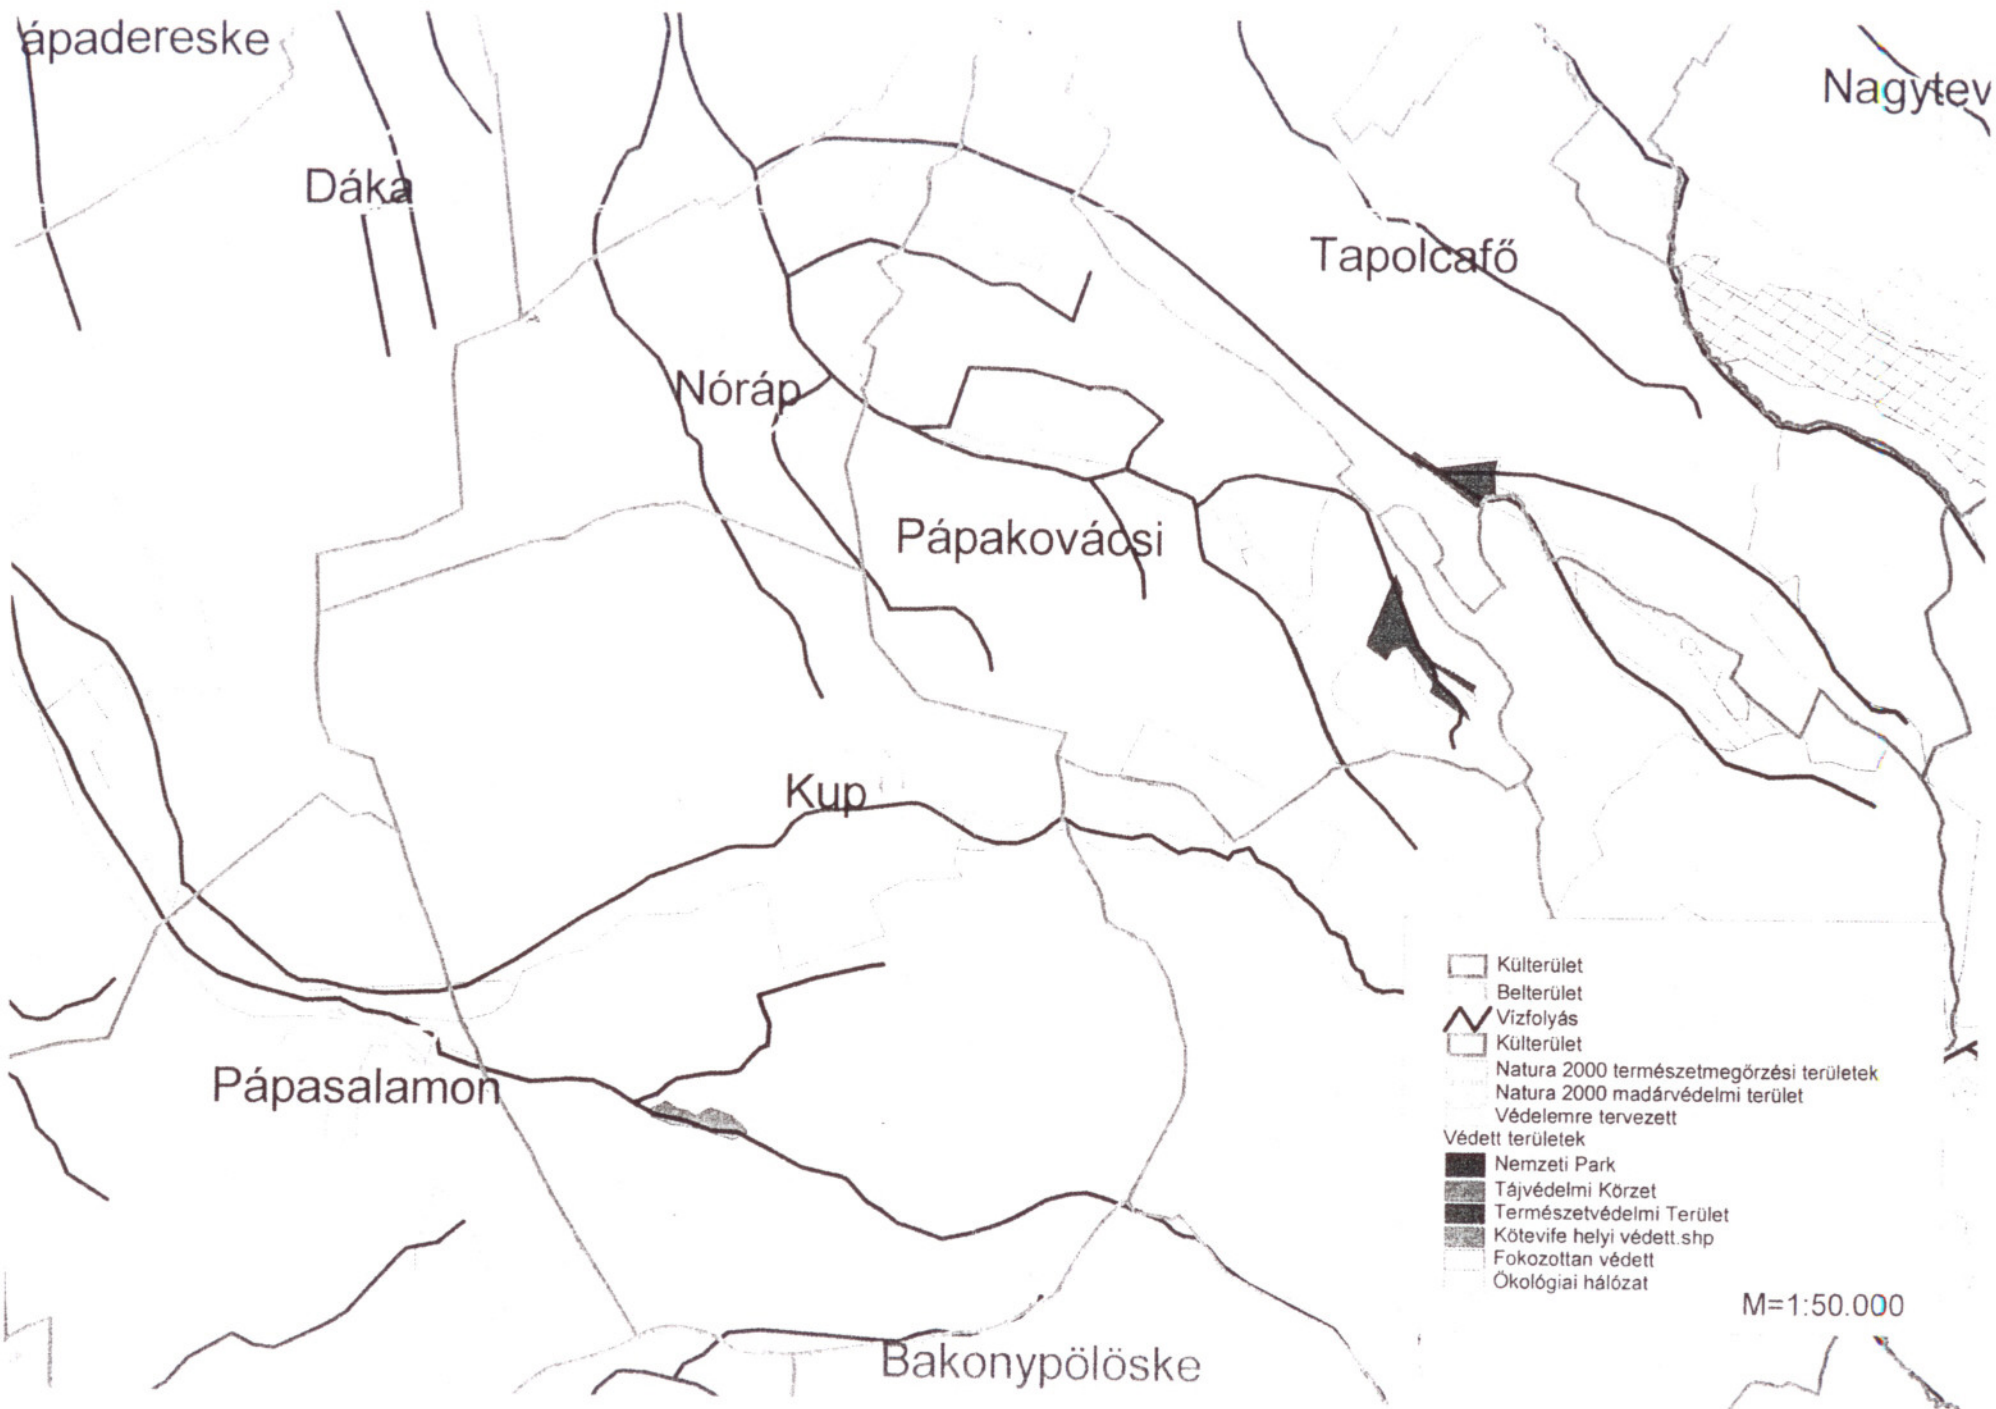 ápadereske
Nagytev
Dáka
Tapolcafő
Nóráp
Pápakovácsi
Kup
Pápasalamon
Bakonypölöske
Külterület
Belterület
Vízfolyás
Külterület
Natura 2000 természetmegőrzési területek
Natura 2000 madárvédelmi terület
Védelemre tervezett
Védett területek
Nemzeti Park
Tájvédelmi Körzet
Természetvédelmi Terület
Kötevife helyi védett.shp
Fokozottan védett
Ökológiai hálózat
M=1:50.000